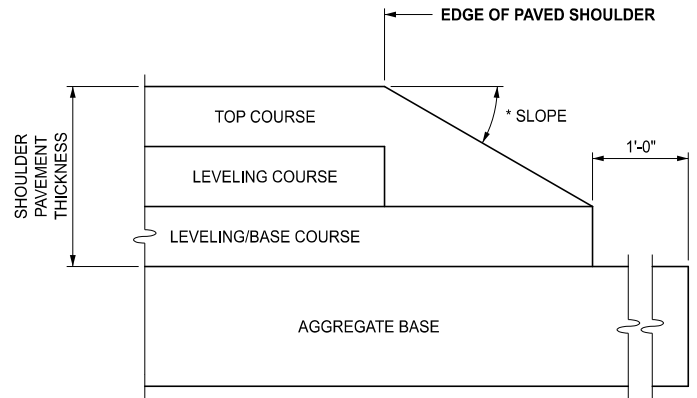 EDGE OF PAVED SHOULDER
TOP COURSE
* SLOPE
1'-0"
SHOULDER
PAVEMENT
THICKNESS
LEVELING COURSE
LEVELING/BASE COURSE
AGGREGATE BASE